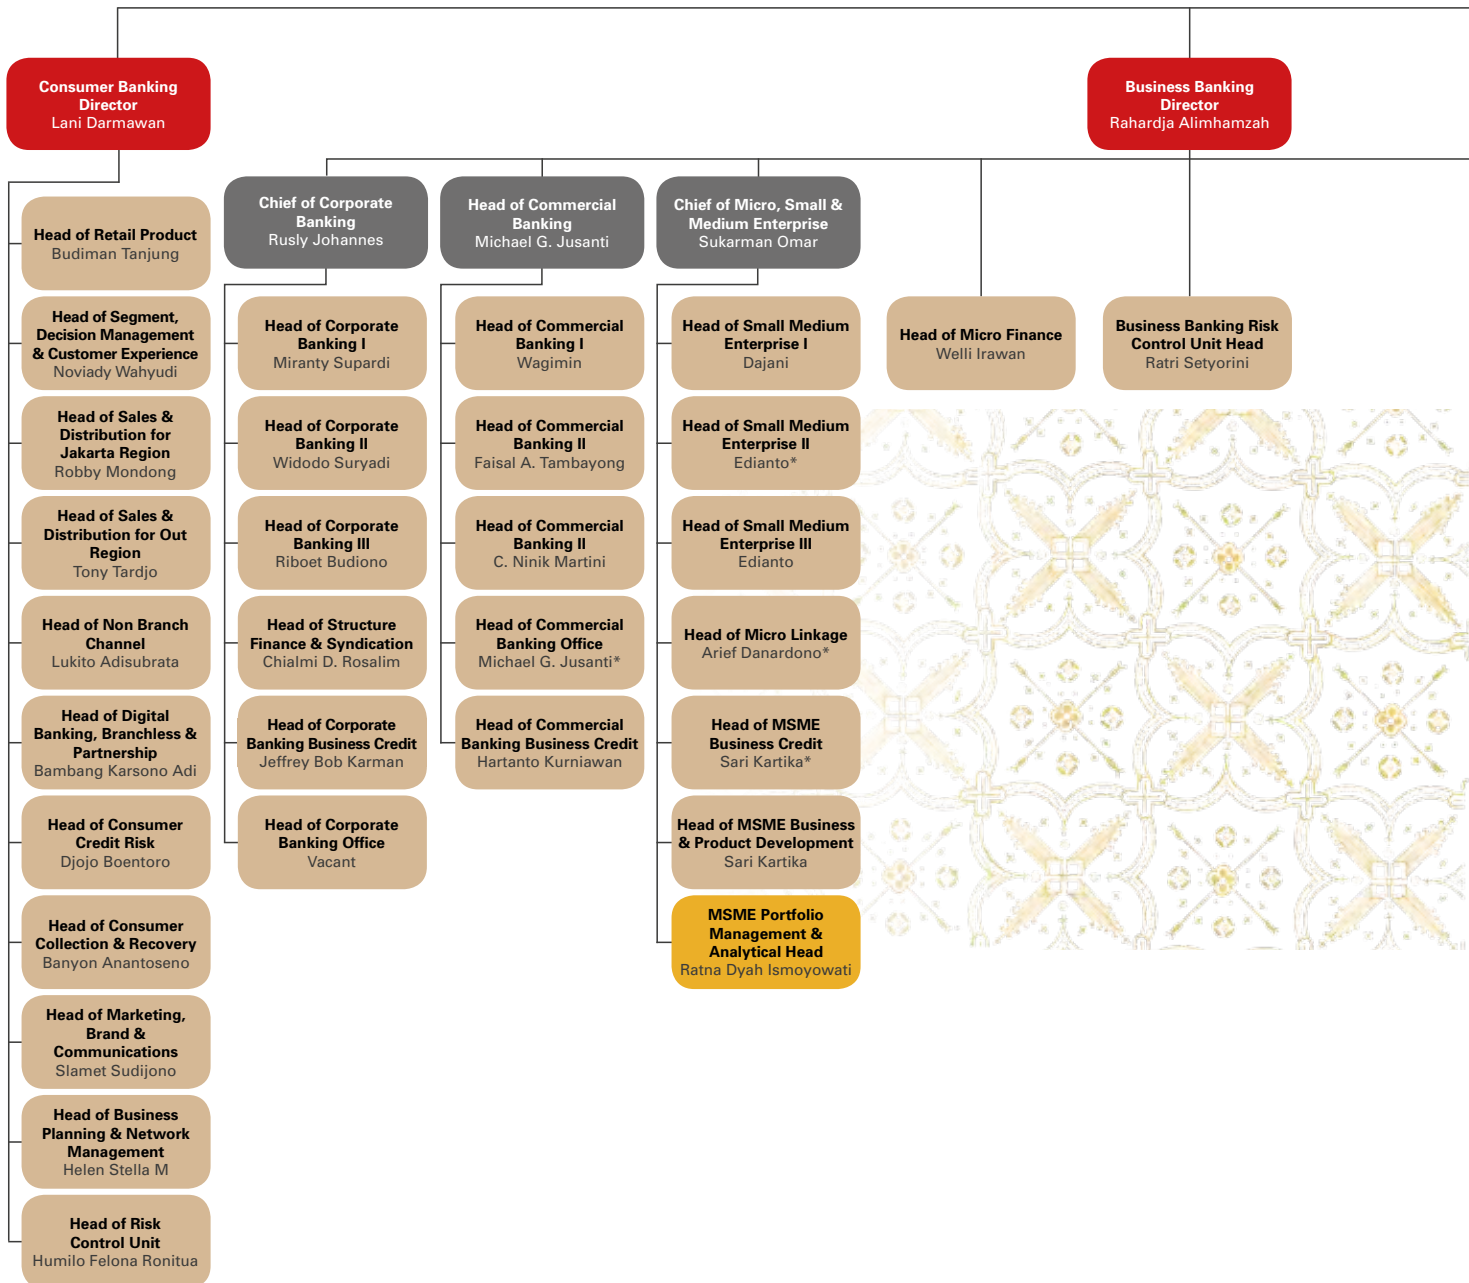 Consumer Banking
Director
Lani Darmawan
Business Banking
Director
Rahardja Alimhamzah
Head of Retail Product
Budiman Tanjung
Head of Segment,
Decision Management
& Customer Experience
Noviady Wahyudi
Head of Sales &
Distribution for
Jakarta Region
Robby Mondong
Head of Sales &
Distribution for Out
Region
Tony Tardjo
Head of Non Branch
Channel
Lukito Adisubrata
Head of Digital
Banking, Branchless &
Partnership
Bambang Karsono Adi
Head of Consumer
Credit Risk
Djojo Boentoro
Head of Consumer
Collection & Recovery
Banyon Anantoseno
Head of Marketing,
Brand &
Communications
Slamet Sudijono
Head of Business
Planning & Network
Management
Helen Stella M
Head of Risk
Control Unit
Humilo Felona Ronitua
Chief of Corporate
Banking
Rusly Johannes
Head of Corporate
Banking I
Miranty Supardi
Head of Corporate
Banking II
Widodo Suryadi
Head of Corporate
Banking III
Riboet Budiono
Head of Structure
Finance & Syndication
Chialmi D. Rosalim
Head of Corporate
Banking Business Credit
Jeffrey Bob Karman
Head of Corporate
Banking Office
Vacant
Head of Commercial
Banking
Michael G. Jusanti
Head of Commercial
Banking I
Wagimin
Head of Commercial
Banking II
Faisal A. Tambayong
Head of Commercial
Banking II
C. Ninik Martini
Head of Commercial
Banking Office
Michael G. Jusanti*
Head of Commercial
Banking Business Credit
Hartanto Kurniawan
Chief of Micro, Small &
Medium Enterprise
Sukarman Omar
Head of Small Medium
Enterprise I
Dajani
Head of Small Medium
Enterprise II
Edianto*
Head of Small Medium
Enterprise III
Edianto
Head of Micro Linkage
Arief Danardono*
Head of MSME
Business Credit
Sari Kartika*
Head of MSME Business
& Product Development
Sari Kartika
MSME Portfolio
Management &
Analytical Head
Ratna Dyah Ismoyowati
Head of Micro Finance
Welli Irawan
Business Banking Risk
Control Unit Head
Ratri Setyorini